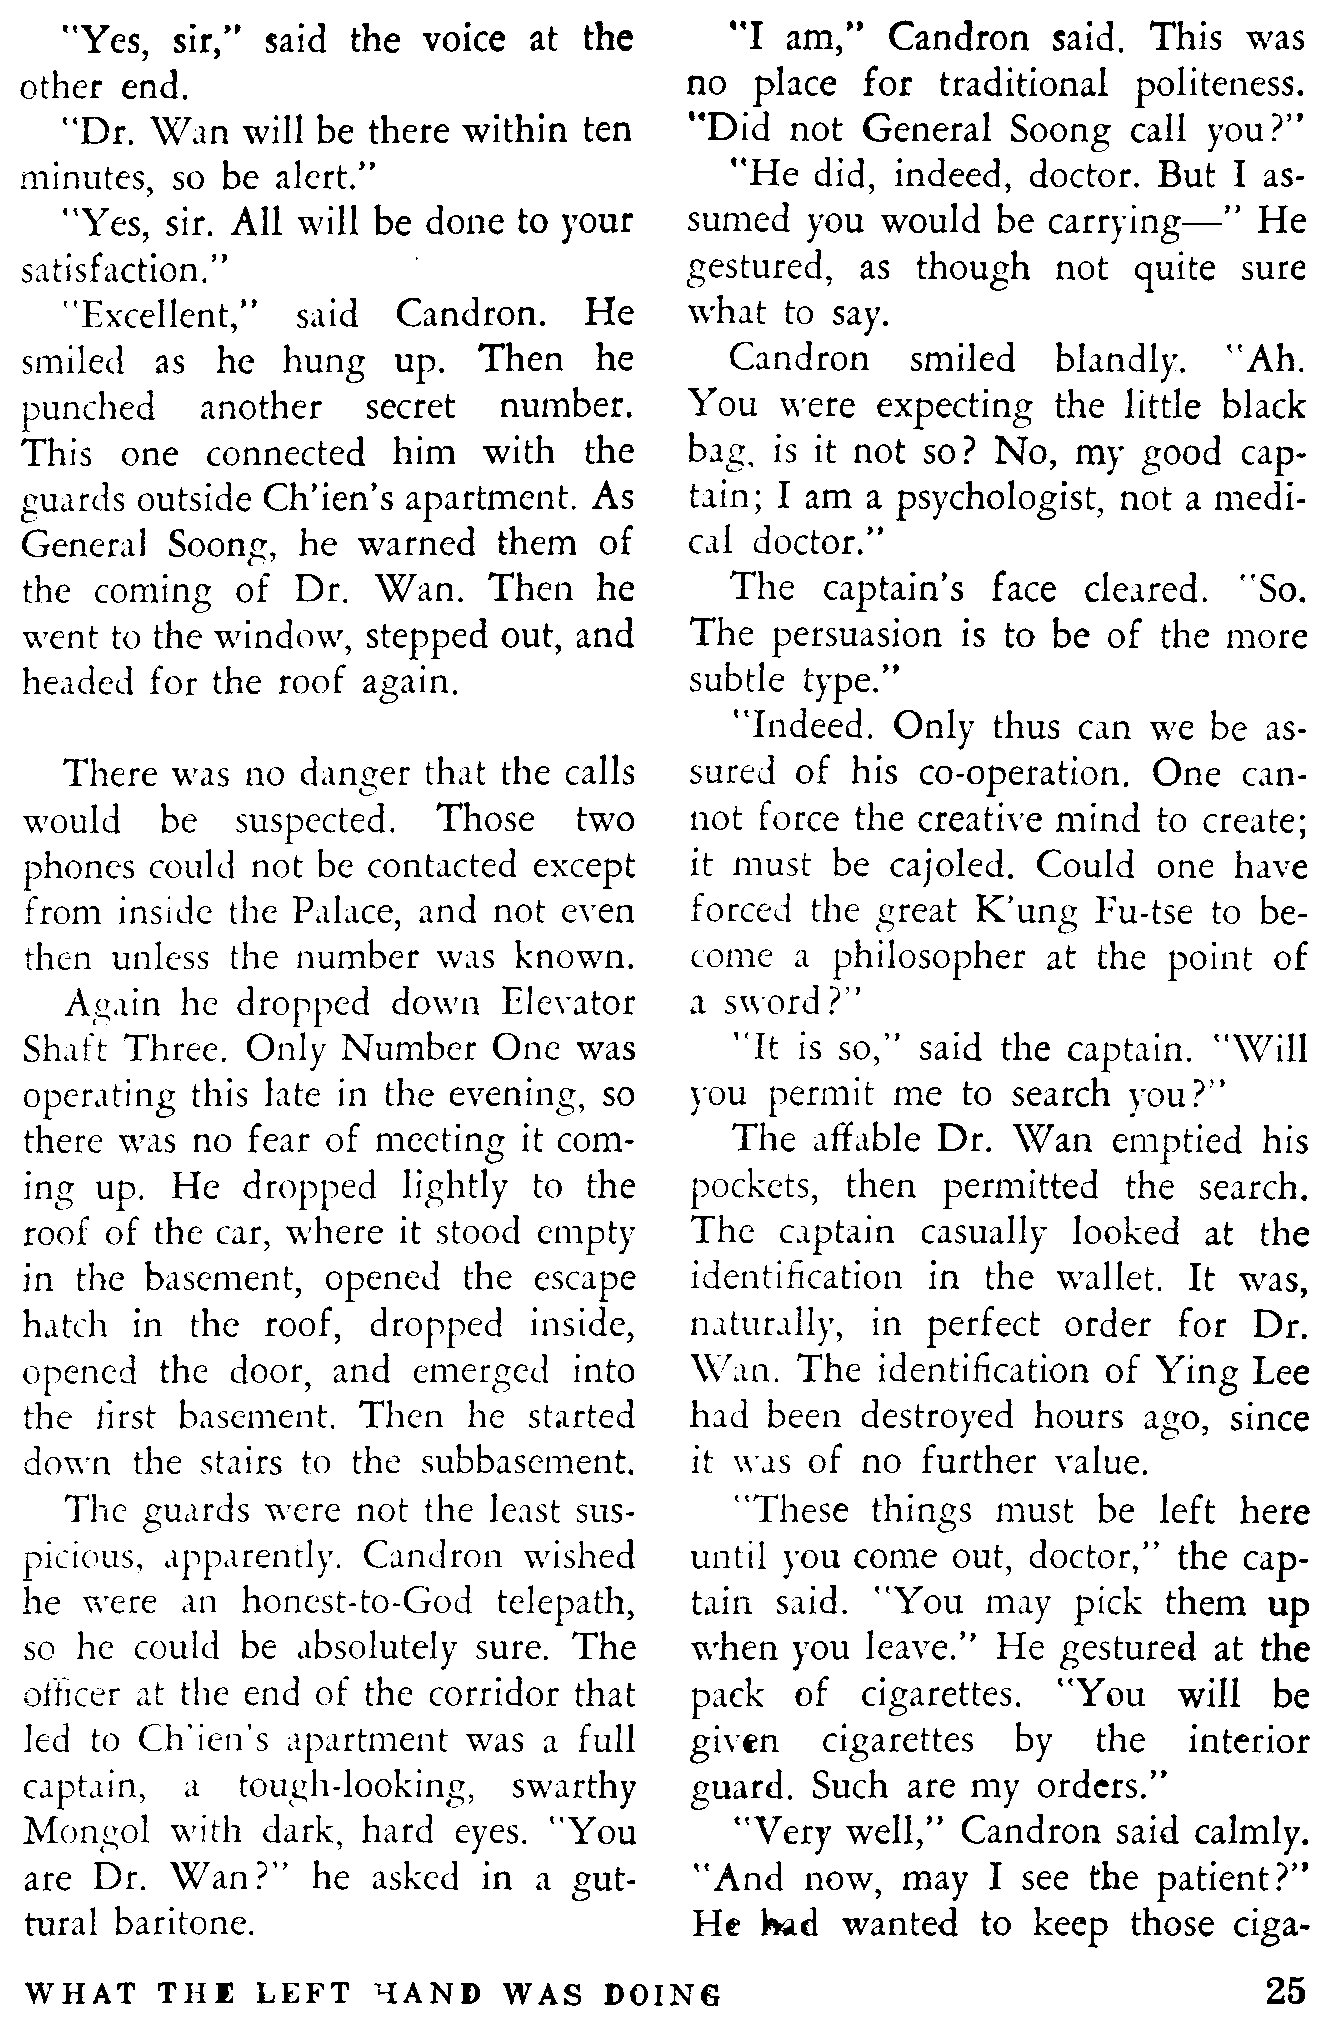 "Yes, sir," said the voice at the
other end.
"Dr. Wan will be there within ten
minutes, so be alert."
"Yes, sir. All will be done to your
satisfaction."
"Excellent," said Candron. He
smiled as he hung up. Then he
punched another secret number.
This one connected him with the
guards outside Ch'ien's apartment. As
General Soong, he warned them of
the coming of Dr. Wan. Then he
went to the window, stepped out, and
headed for the roof again.

There was no danger that the calls
would be suspected. Those two
phones could not be contacted except
from inside the Palace, and not even
then unless the number was known.
Again he dropped down Elevator
Shaft Three. Only Number One was
operating this late in the evening, so
there was no fear of meeting it com-
ing up. He dropped lightly to the
roof of the car, where it stood empty
in the basement, opened the escape
hatch in the roof, dropped inside,
opened the door, and emerged into
the first basement. Then he started
down the stairs to the subbasement.
The guards were not the least sus-
picious, apparently. Candron wished
he were an honest-to-God telepath,
so he could be absolutely sure. The
officer at the end of the corridor that
led to Ch'ien's apartment was a full
captain, a tough-looking, swarthy
Mongol with dark, hard eyes. "You
are Dr. Wan?" he asked in a gut-
tural baritone.
"I am," Candron said. This was
no place for traditional politeness.
"Did not General Soong call you?"
"He did, indeed, doctor. But I as-
sumed you would be carrying—" He
gestured, as though not quite sure
what to say.
Candron smiled blandly. "Ah.
You were expecting the little black
bag, is it not so? No, my good cap-
tain; I am a psychologist, not a medi-
cal doctor."
The captain's face cleared. "So.
The persuasion is to be of the more
subtle type."
"Indeed. Only thus can we be as-
sured of his co-operation. One can-
not force the creative mind to create;
it must be cajoled. Could one have
forced the great K'ung Fu-tse to be-
come a philosopher at the point of
a sword?"
"It is so," said the captain. "Will
you permit me to search you?"
The affable Dr. Wan emptied his
pockets, then permitted the search.
The captain casually looked at the
identification in the wallet. It was,
naturally, in perfect order for Dr.
Wan. The identification of Ying Lee
had been destroyed hours ago, since
it was of no further value.
"These things must be left here
until you come out, doctor," the cap-
tain said. "You may pick them up
when you leave." He gestured at the
pack of cigarettes. "You will be
given cigarettes by the interior
guard. Such are my orders."
"Very well," Candron said calmly.
"And now, may I see the patient?"
He had wanted to keep those ciga-
WHAT THE LEFT HAND WAS DOING 25